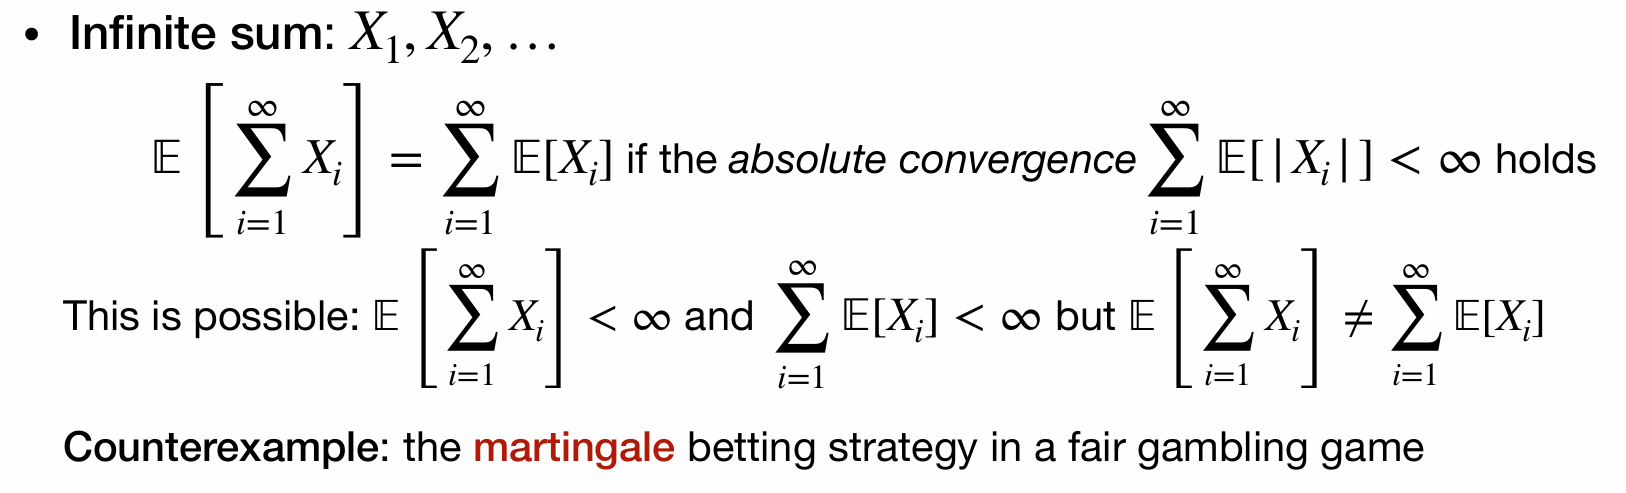 • Infinite sum: $X_1, X_2, \ldots$
$\mathbb{E}\left[\sum_{i=1}^{\infty} X_i\right] = \sum_{i=1}^{\infty} \mathbb{E}[X_i]$ if the absolute convergence $\sum_{i=1}^{\infty} \mathbb{E}[|X_i|] < \infty$ holds
This is possible: $\mathbb{E}\left[\sum_{i=1}^{\infty} X_i\right] < \infty$ and $\sum_{i=1}^{\infty} \mathbb{E}[X_i] < \infty$ but $\mathbb{E}\left[\sum_{i=1}^{\infty} X_i\right] \neq \sum_{i=1}^{\infty} \mathbb{E}[X_i]$
Counterexample: the martingale betting strategy in a fair gambling game